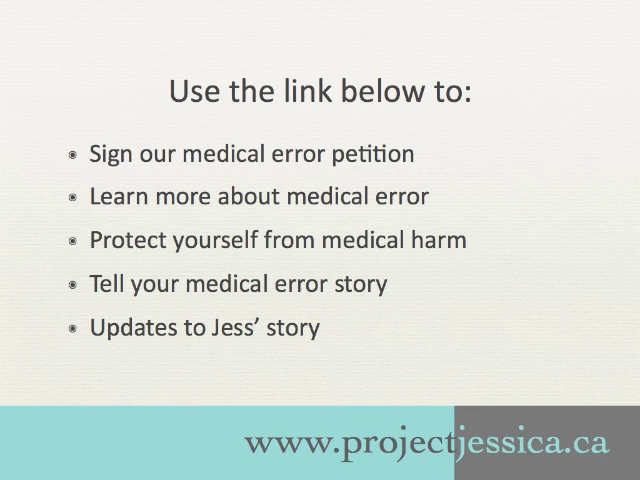 Use the link below to:
Sign our medical error petition
Learn more about medical error
Protect yourself from medical harm
Tell your medical error story
Updates to Jess’ story
www.projectjessica.ca